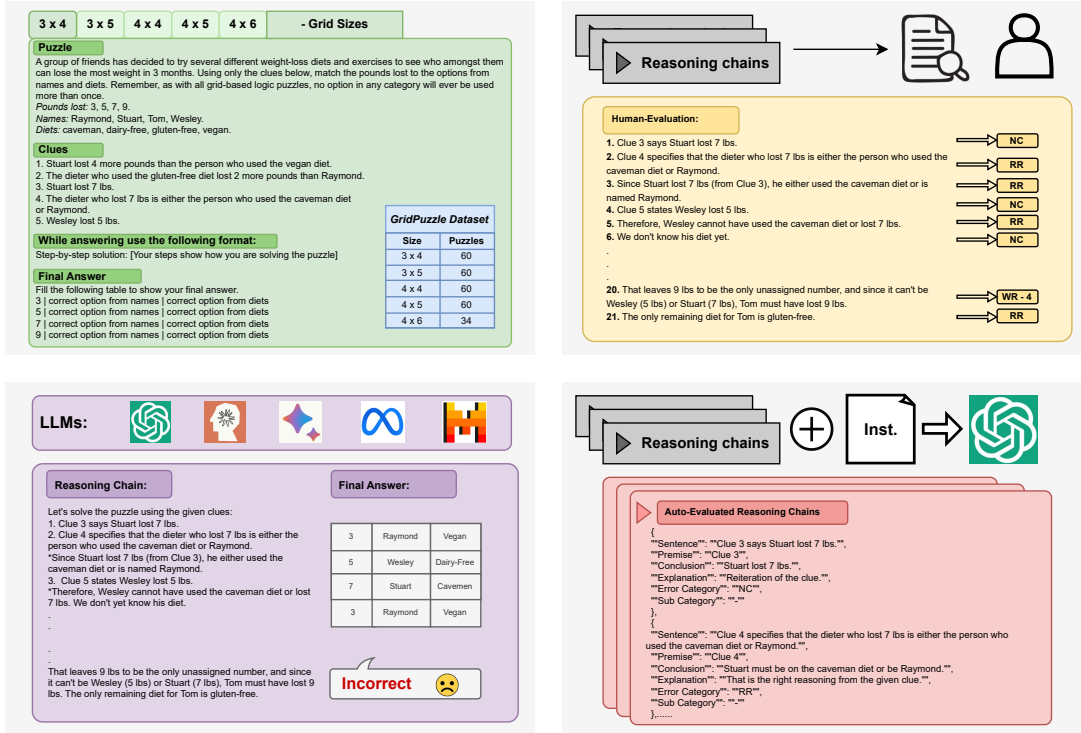 3 x 4
3 x 5
4 x 4
4 x 5
4 x 6
- Grid Sizes
Puzzle
A group of friends has decided to try several different weight-loss diets and exercises to see who amongst them
can lose the most weight in 3 months. Using only the clues below, match the pounds lost to the options from
names and diets. Remember, as with all grid-based logic puzzles, no option in any category will ever be used
more than once.
Pounds lost: 3, 5, 7, 9.
Names: Raymond, Stuart, Tom, Wesley.
Diets: caveman, dairy-free, gluten-free, vegan.
Clues
1. Stuart lost 4 more pounds than the person who used the vegan diet.
2. The dieter who used the gluten-free diet lost 2 more pounds than Raymond.
3. Stuart lost 7 lbs.
4. The dieter who lost 7 lbs is either the person who used the caveman diet
or Raymond.
5. Wesley lost 5 lbs.
While answering use the following format:
Step-by-step solution: [Your steps show how you are solving the puzzle]
Final Answer
Fill the following table to show your final answer.
3 | correct option from names | correct option from diets
5 | correct option from names | correct option from diets
7 | correct option from names | correct option from diets
9 | correct option from names | correct option from diets
GridPuzzle Dataset
Size Puzzles
3 x 4 60
3 x 5 60
4 x 4 60
4 x 5 60
4 x 6 34
Reasoning chains
Human-Evaluation:
1. Clue 3 says Stuart lost 7 lbs.
2. Clue 4 specifies that the dieter who lost 7 lbs is either the person who used the
caveman diet or Raymond.
3. Since Stuart lost 7 lbs (from Clue 3), he either used the caveman diet or is
named Raymond.
4. Clue 5 states Wesley lost 5 lbs.
5. Therefore, Wesley cannot have used the caveman diet or lost 7 lbs.
6. We don't know his diet yet.
.
.
.
20. That leaves 9 lbs to be the only unassigned number, and since it can't be
Wesley (5 lbs) or Stuart (7 lbs), Tom must have lost 9 lbs.
21. The only remaining diet for Tom is gluten-free.
NC
RR
RR
NC
RR
NC
WR - 4
RR
LLMs:
Reasoning Chain:
Let's solve the puzzle using the given clues:
1. Clue 3 says Stuart lost 7 lbs.
2. Clue 4 specifies that the dieter who lost 7 lbs is either the
person who used the caveman diet or Raymond.
*Since Stuart lost 7 lbs (from Clue 3), he either used the
caveman diet or is named Raymond.
3. Clue 5 states Wesley lost 5 lbs.
*Therefore, Wesley cannot have used the caveman diet or lost
7 lbs. We don't yet know his diet.
.
.
.
.
That leaves 9 lbs to be the only unassigned number, and since
it can't be Wesley (5 lbs) or Stuart (7 lbs), Tom must have lost 9
lbs. The only remaining diet for Tom is gluten-free.
Final Answer:
3 Raymond Vegan
5 Wesley Dairy-Free
7 Stuart Cavemen
3 Raymond Vegan
Incorrect
Reasoning chains
Inst.
Auto-Evaluated Reasoning Chains
{
"Sentence"": ""Clue 3 says Stuart lost 7 lbs."",
""Premise"": ""Clue 3"",
""Conclusion"": ""Stuart lost 7 lbs."",
""Explanation"": ""Reiteration of the clue."",
""Error Category"": ""NC"",
""Sub Category"": ""-""
},
{
""Sentence"": ""Clue 4 specifies that the dieter who lost 7 lbs is either the person who
used the caveman diet or Raymond."",
""Premise"": ""Clue 4"",
""Conclusion"": ""Stuart must be on the caveman diet or be Raymond."",
""Explanation"": ""That is the right reasoning from the given clue."",
""Error Category"": ""RR"",
""Sub Category"": ""-""
},......